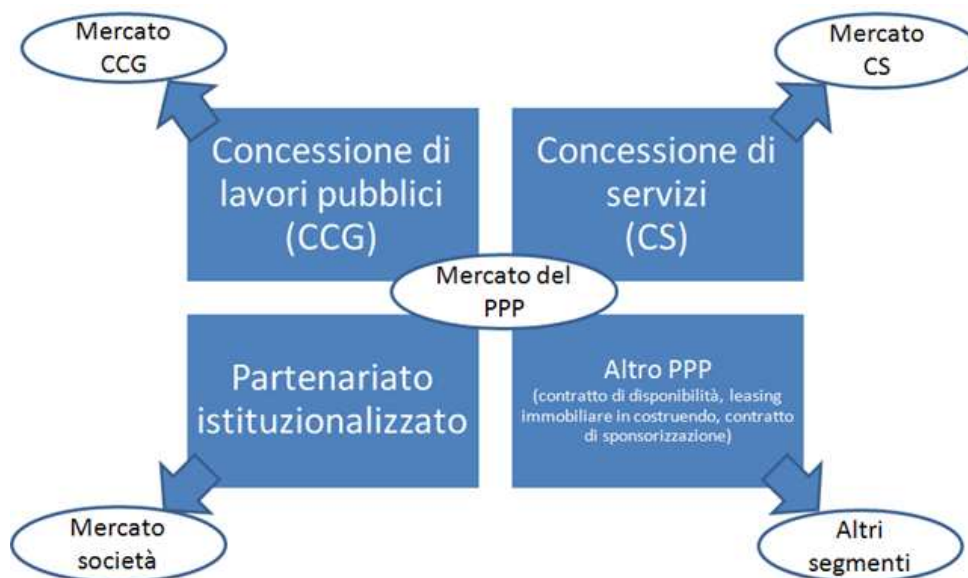 Mercato
CCG
Mercato
CS
Concessione di
lavori pubblici
(CCG)
Concessione di
servizi
(CS)
Mercato del
PPP
Partenariato
istituzionalizzato
Altro PPP
(contratto di disponibilità, leasing
immobiliare in costruendo, contratto
di sponsorizzazione)
Mercato
società
Altri
segmenti